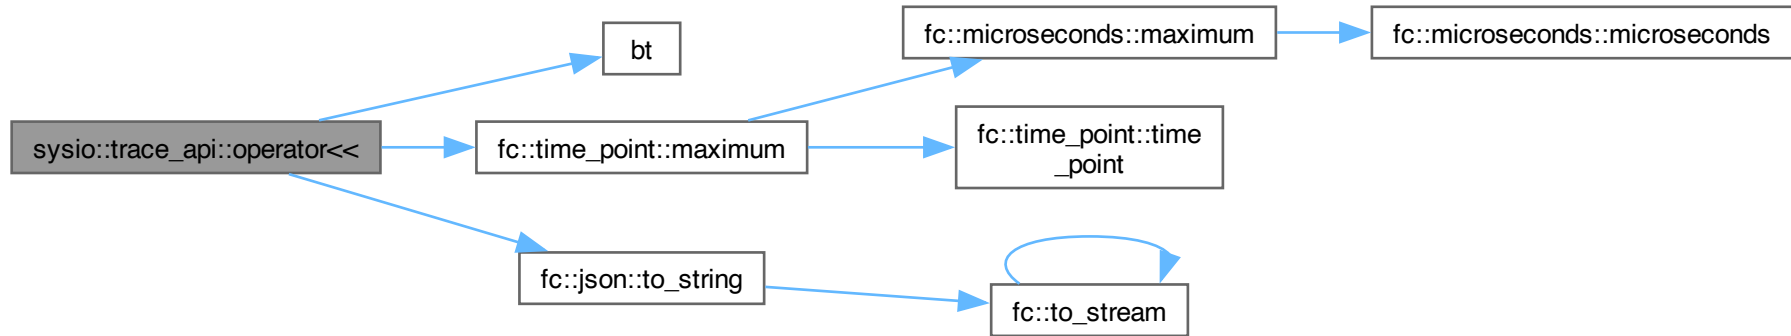 sysio::trace_api::operator<<
bt
fc::time_point::maximum
fc::json::to_string
fc::microseconds::maximum
fc::time_point::time
_point
fc::to_stream
fc::microseconds::microseconds